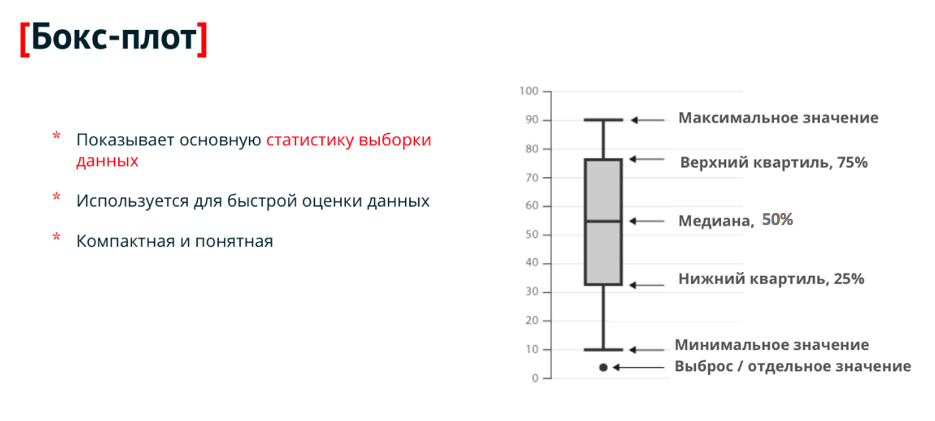 [Бокс-плот]
* Показывает основную статистику выборки
данных
* Используется для быстрой оценки данных
* Компактная и понятная
100
90
80
70
60
50
40
30
20
10
0
Максимальное значение
Верхний квартиль, 75%
Медиана, 50%
Нижний квартиль, 25%
Минимальное значение
Выброс / отдельное значение